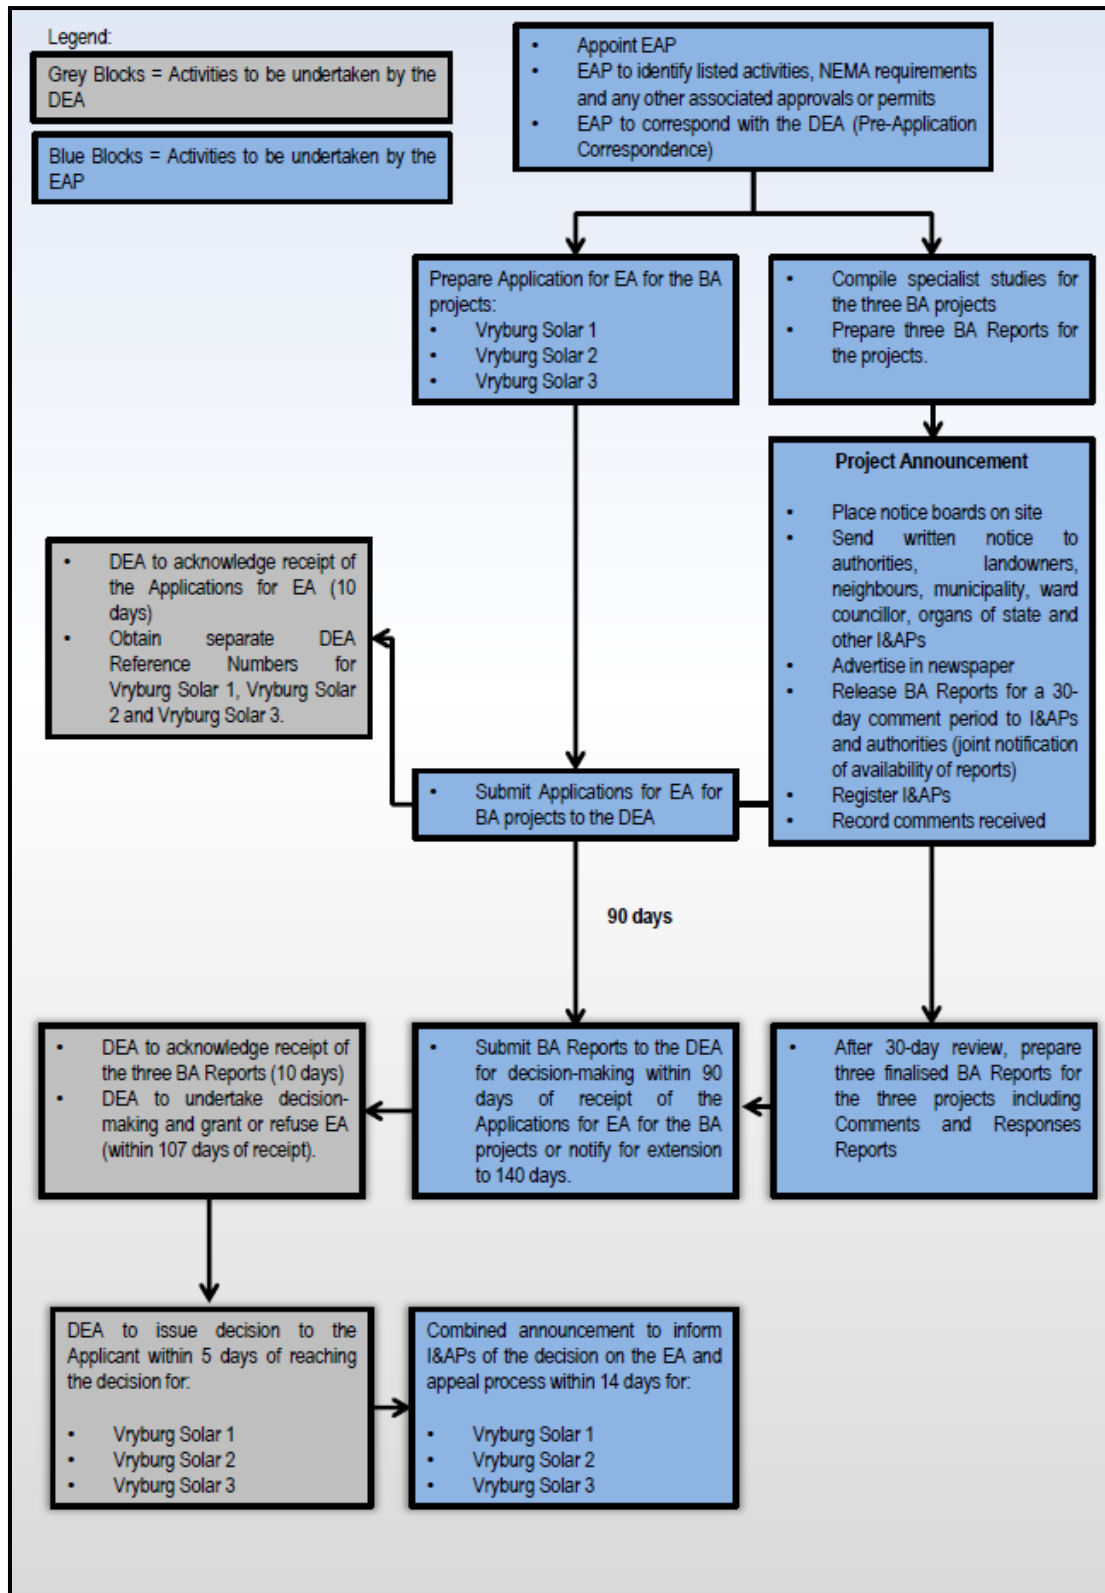 Legend:
Grey Blocks = Activities to be undertaken by the
DEA
Blue Blocks = Activities to be undertaken by the
EAP
• Appoint EAP
• EAP to identify listed activities, NEMA requirements
and any other associated approvals or permits
• EAP to correspond with the DEA (Pre-Application
Correspondence)
Prepare Application for EA for the BA
projects:
• Vryburg Solar 1
• Vryburg Solar 2
• Vryburg Solar 3
• Compile specialist studies for
the three BA projects
• Prepare three BA Reports for
the projects.
Project Announcement
• Place notice boards on site
• Send written notice to
authorities, landowners,
neighbours, municipality, ward
councillor, organs of state and
other I&APs
• Advertise in newspaper
• Release BA Reports for a 30-
day comment period to I&APs
and authorities (joint notification
of availability of reports)
• Register I&APs
• Record comments received
• DEA to acknowledge receipt of
the Applications for EA (10
days)
• Obtain separate DEA
Reference Numbers for
Vryburg Solar 1, Vryburg Solar
2 and Vryburg Solar 3.
• Submit Applications for EA for
BA projects to the DEA
90 days
• DEA to acknowledge receipt of
the three BA Reports (10 days)
• DEA to undertake decision-
making and grant or refuse EA
(within 107 days of receipt).
• Submit BA Reports to the DEA
for decision-making within 90
days of receipt of the
Applications for EA for the BA
projects or notify for extension
to 140 days.
• After 30-day review, prepare
three finalised BA Reports for
the three projects including
Comments and Responses
Reports
DEA to issue decision to the
Applicant within 5 days of reaching
the decision for:
• Vryburg Solar 1
• Vryburg Solar 2
• Vryburg Solar 3
Combined announcement to inform
I&APs of the decision on the EA and
appeal process within 14 days for:
• Vryburg Solar 1
• Vryburg Solar 2
• Vryburg Solar 3